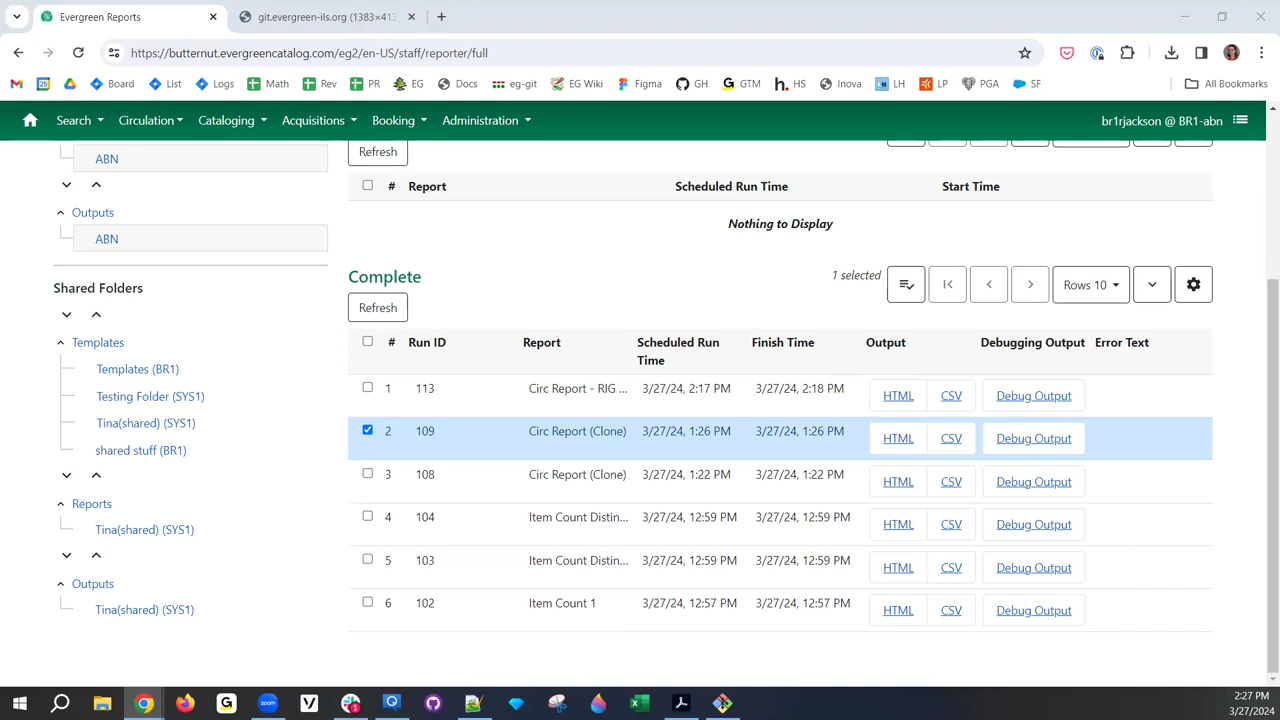 Evergreen Reports
git.evergreen-ils.org (1383×413
https://butternut.evergreencatalog.com/eg2/en-US/staff/reporter/full
Board List Logs Math Rev PR EG Docs eg-git EG Wiki Figma GH GTM HS Inova LH LP PGA SF All Bookmarks
Search Circulation Cataloging Acquisitions Booking Administration br1rjackson @ BR1-abn
ABN
Outputs
ABN
Shared Folders
Templates
Templates (BR1)
Testing Folder (SYS1)
Tina(shared) (SYS1)
shared stuff (BR1)
Reports
Tina(shared) (SYS1)
Outputs
Tina(shared) (SYS1)
Refresh
# Report Scheduled Run Time Start Time
Nothing to Display
Complete 1 selected Rows 10
Refresh
# Run ID Report Scheduled Run Time Finish Time Output Debugging Output Error Text
1 113 Circ Report - RIG ... 3/27/24, 2:17 PM 3/27/24, 2:18 PM HTML CSV Debug Output
2 109 Circ Report (Clone) 3/27/24, 1:26 PM 3/27/24, 1:26 PM HTML CSV Debug Output
3 108 Circ Report (Clone) 3/27/24, 1:22 PM 3/27/24, 1:22 PM HTML CSV Debug Output
4 104 Item Count Distin... 3/27/24, 12:59 PM 3/27/24, 12:59 PM HTML CSV Debug Output
5 103 Item Count Distin... 3/27/24, 12:59 PM 3/27/24, 12:59 PM HTML CSV Debug Output
6 102 Item Count 1 3/27/24, 12:57 PM 3/27/24, 12:57 PM HTML CSV Debug Output
2:27 PM
3/27/2024